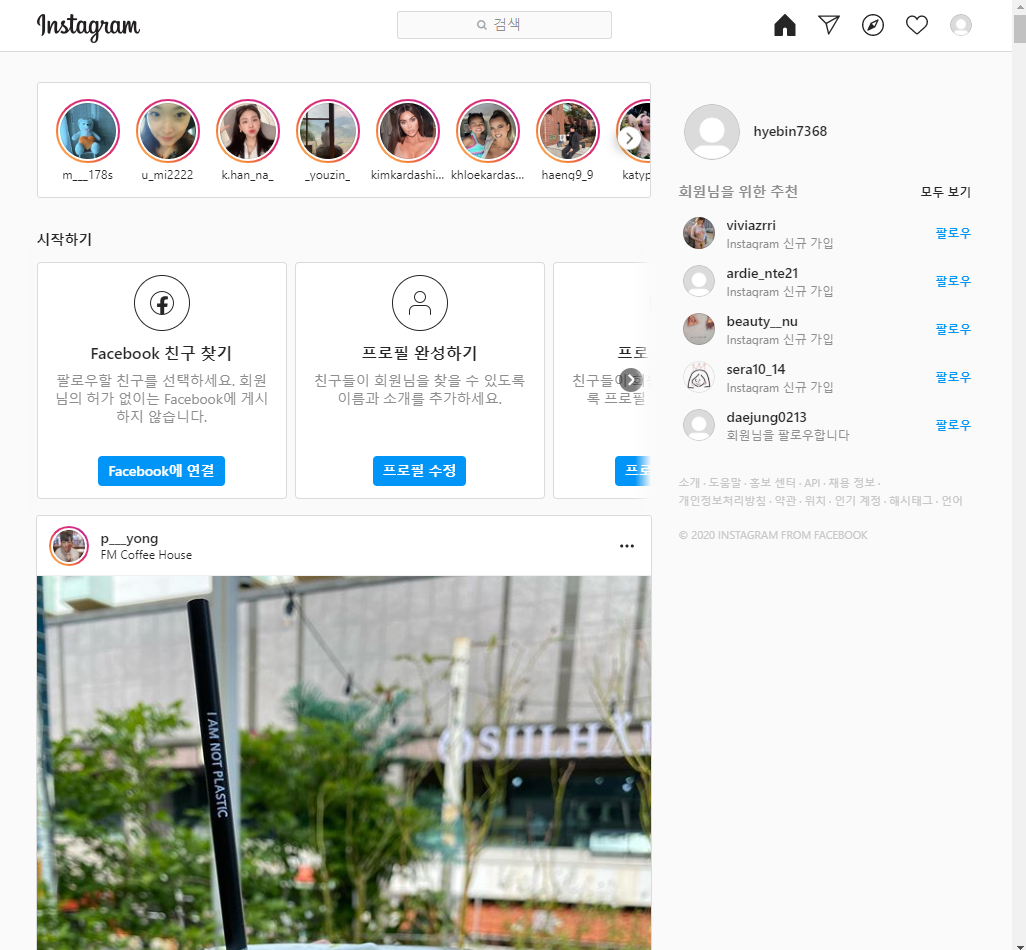 Instagram
검색
m___178s
u_mi2222
k.han_na_
_youzin_
kimkardashi...
khloekardas...
haenq9_9
katyp
hyebin7368
회원님을 위한 추천
모두 보기
viviazrri
Instagram 신규 가입
팔로우
ardie_nte21
Instagram 신규 가입
팔로우
beauty__nu
Instagram 신규 가입
팔로우
sera10_14
Instagram 신규 가입
팔로우
daejung0213
회원님을 팔로우합니다
팔로우
소개 · 도움말 · 홍보 센터 · API · 채용 정보 ·
개인정보처리방침 · 약관 · 위치 · 인기 계정 · 해시태그 · 언어
© 2020 INSTAGRAM FROM FACEBOOK
시작하기
Facebook 친구 찾기
팔로우할 친구를 선택하세요. 회원
님의 허가 없이는 Facebook에 게시
하지 않습니다.
Facebook에 연결
프로필 완성하기
친구들이 회원님을 찾을 수 있도록
이름과 소개를 추가하세요.
프로필 수정
프로
친구들이
록 프로필
프로
p___yong
FM Coffee House
I AM NOT PLASTIC